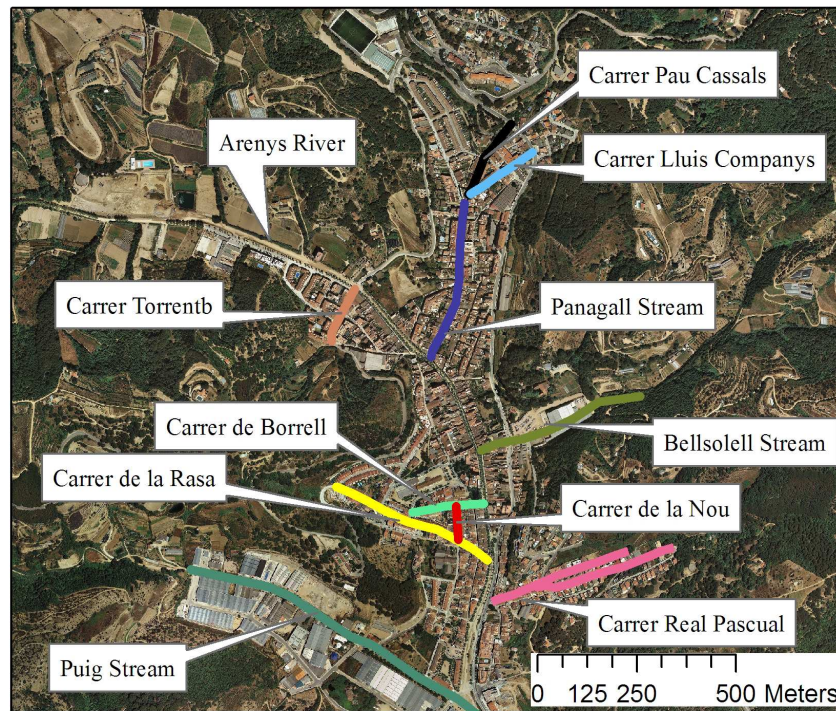 Carrer Pau Cassals
Arenys River
Carrer Lluis Companys
Carrer Torrentb
Panagall Stream
Carrer de Borrell
Bellsolell Stream
Carrer de la Rasa
Carrer de la Nou
Carrer Real Pascual
Puig Stream
0 125 250 500 Meters